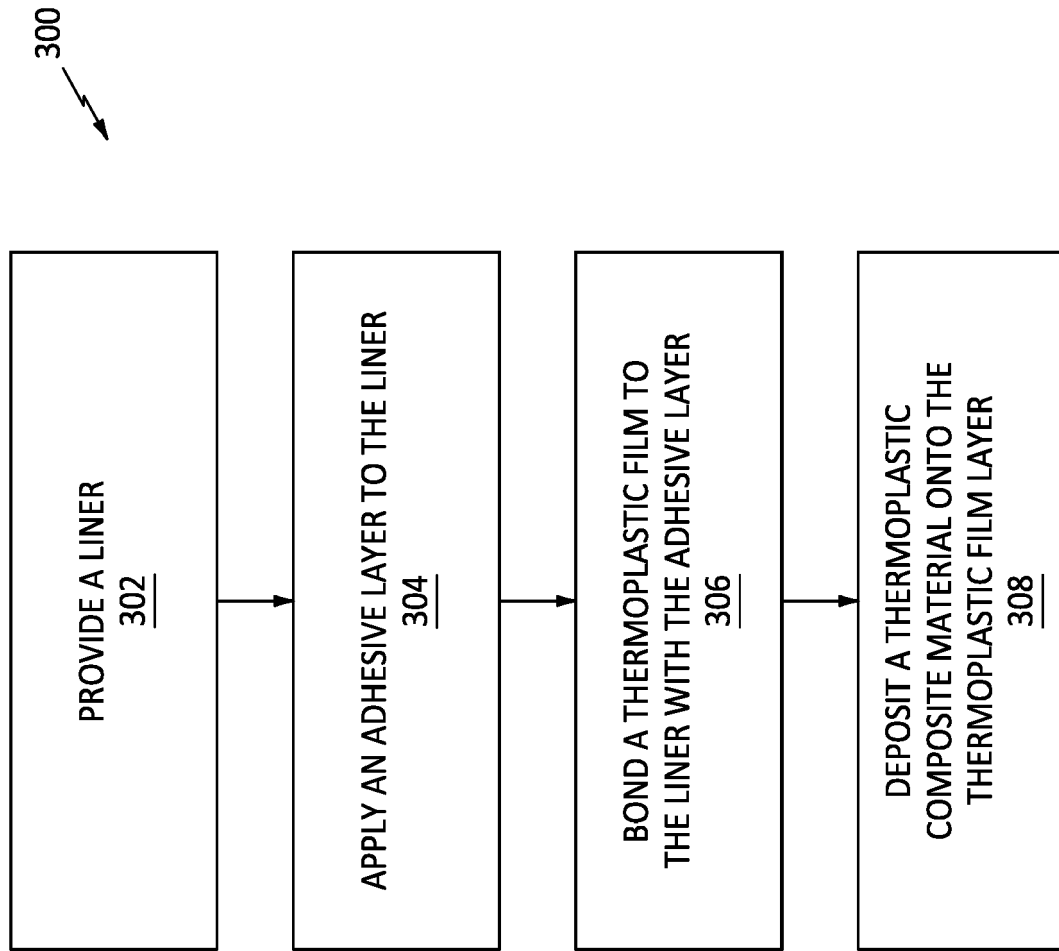 300
PROVIDE A LINER
302
APPLY AN ADHESIVE LAYER TO THE LINER
304
BOND A THERMOPLASTIC FILM TO
THE LINER WITH THE ADHESIVE LAYER
306
DEPOSIT A THERMOPLASTIC
COMPOSITE MATERIAL ONTO THE
THERMOPLASTIC FILM LAYER
308